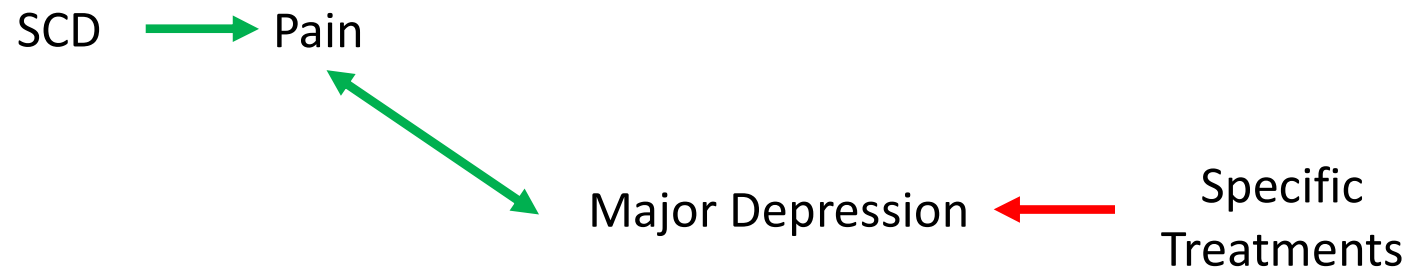 SCD
Pain
Major Depression
Specific
Treatments